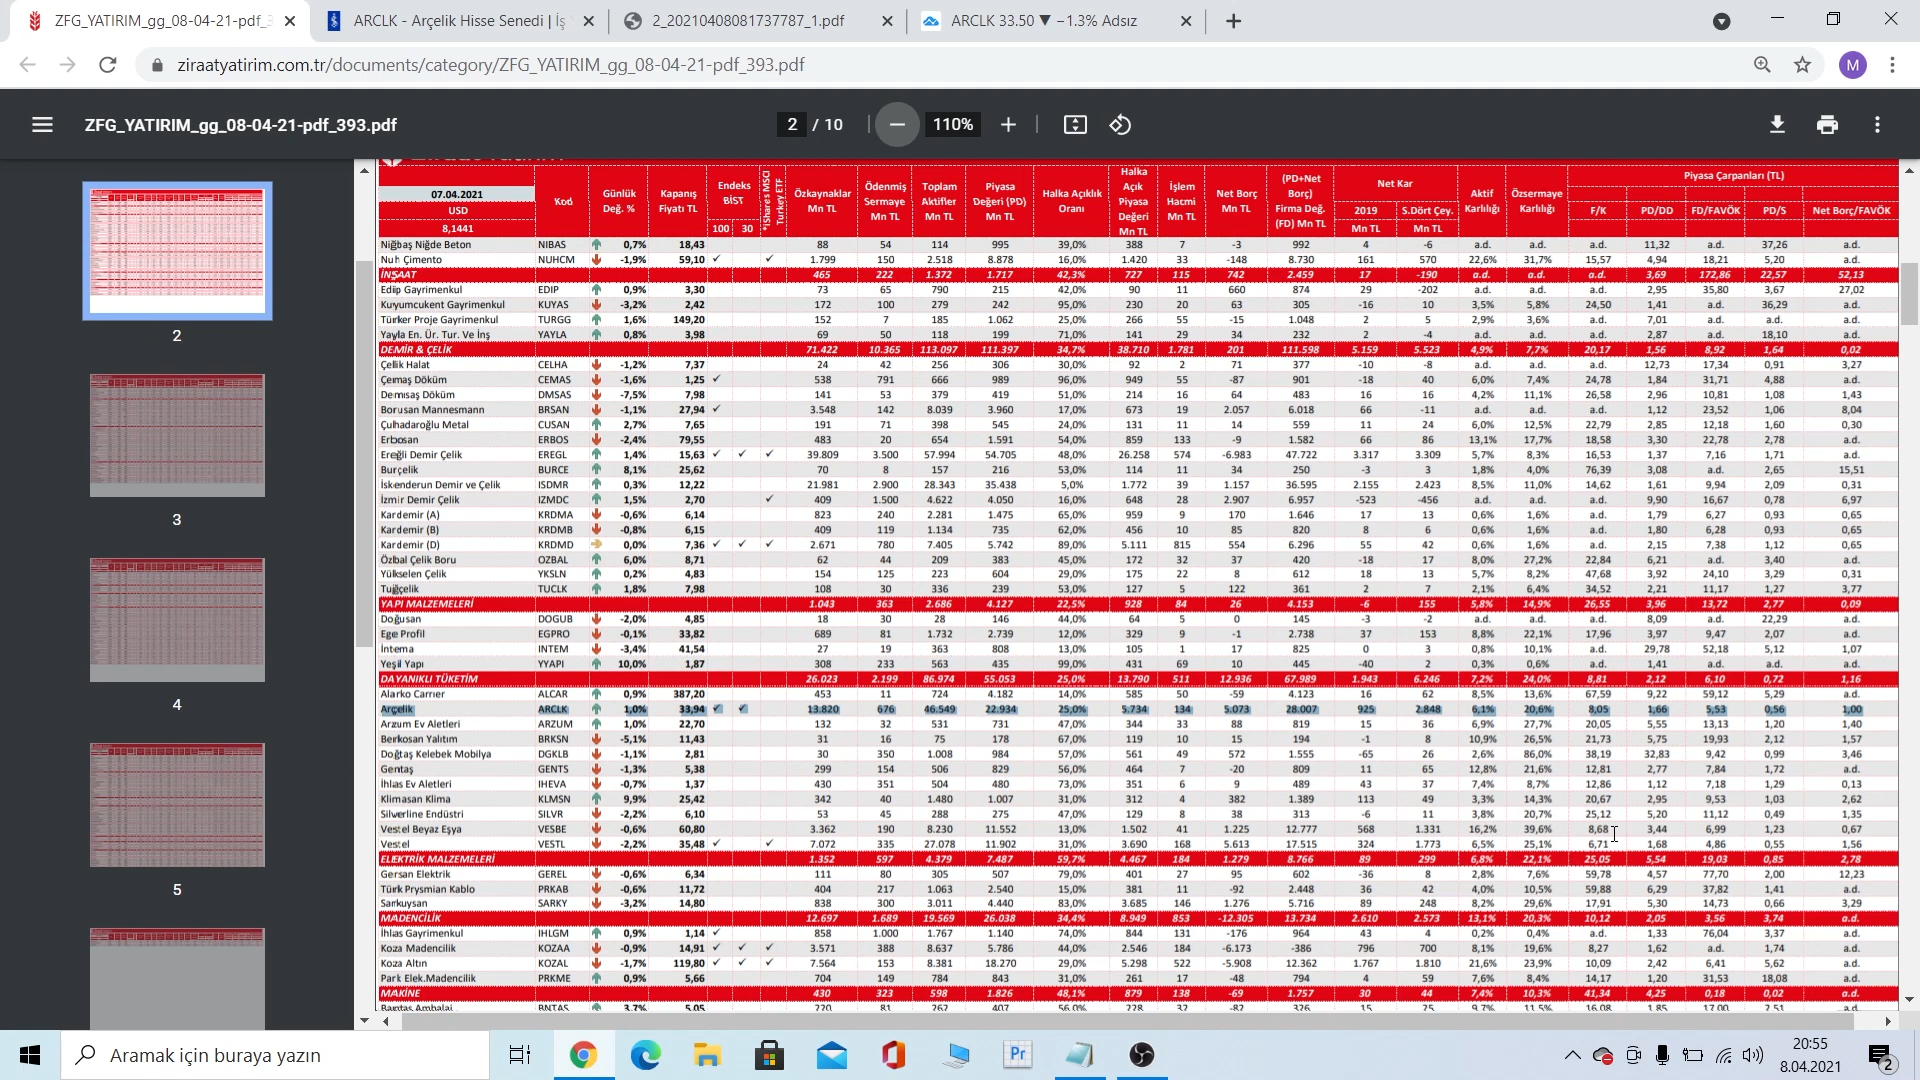 ZFG_YATIRIM_gg_08-04-21-pdf_3
ARCLK - Arçelik Hisse Senedi | İş
2_20210408081737787_1.pdf
ARCLK 33.50 ▼ −1.3% Adsız
ziraatyatirim.com.tr/documents/category/ZFG_YATIRIM_gg_08-04-21-pdf_393.pdf
M
ZFG_YATIRIM_gg_08-04-21-pdf_393.pdf
2 / 10
110%
2
3
4
5
07.04.2021 Kod Günlük Değ. % Kapanış Fiyatı TL Endeks BİST *iShares MSCI Turkey ETF Özkaynaklar Mn TL Ödenmiş Sermaye Mn TL Toplam Aktifler Mn TL Piyasa Değeri (PD) Mn TL Halka Açıklık Oranı Halka Açık Piyasa Değeri Mn TL İşlem Hacmi Mn TL Net Borç Mn TL (PD+Net Borç) Firma Değ. (FD) Mn TL Net Kar Aktif Karlılığı Özsermaye Karlılığı Piyasa Çarpanları (TL)
USD 2019 S.Dört Çey. F/K PD/DD FD/FAVÖK PD/S Net Borç/FAVÖK
8,1441 100 30 Mn TL Mn TL
Niğbaş Niğde Beton NIBAS 0,7% 18,43 88 54 114 995 39,0% 388 7 -3 992 4 -6 a.d. a.d. a.d. 11,32 a.d. 37,26 a.d.
Nuh Çimento NUHCM -1,9% 59,10 ✓ ✓ 1.799 150 2.518 8.878 16,0% 1.420 33 -148 8.730 161 570 22,6% 31,7% 15,57 4,94 18,21 5,20 a.d.
İNŞAAT 465 222 1.372 1.717 42,3% 727 115 742 2.459 17 -190 a.d. a.d. a.d. 3,69 172,86 22,57 52,13
Edip Gayrimenkul EDIP 0,9% 3,30 73 65 790 215 42,0% 90 11 660 874 29 -202 a.d. a.d. a.d. 2,95 35,80 3,67 27,02
Kuyumcukent Gayrimenkul KUYAS -3,2% 2,42 172 100 279 242 95,0% 230 20 63 305 -16 10 3,5% 5,8% 24,50 1,41 a.d. 36,29 a.d.
Türker Proje Gayrimenkul TURGG 1,6% 149,20 152 7 185 1.062 25,0% 266 55 -15 1.048 2 5 2,9% 3,6% a.d. 7,01 a.d. a.d. a.d.
Yayla En. Ür. Tur. Ve İnş YAYLA 0,8% 3,98 69 50 118 199 71,0% 141 29 34 232 2 -4 a.d. a.d. a.d. 2,87 a.d. 18,10 a.d.
DEMİR & ÇELİK 71.422 10.365 113.097 111.397 34,7% 38.710 1.781 201 111.598 5.159 5.523 4,9% 7,7% 20,17 1,56 8,92 1,64 0,02
Çelik Halat CELHA -1,2% 7,37 24 42 256 306 30,0% 92 2 71 377 -10 -8 a.d. a.d. a.d. 12,73 17,34 0,91 3,27
Çemaş Döküm CEMAS -1,6% 1,25 ✓ 538 791 666 989 96,0% 949 55 -87 901 -18 40 6,0% 7,4% 24,78 1,84 31,71 4,88 a.d.
Demisaş Döküm DMSAS -7,5% 7,98 141 53 379 419 51,0% 214 16 64 483 16 16 4,2% 11,1% 26,58 2,96 10,81 1,08 1,43
Borusan Mannesmann BRSAN -1,1% 27,94 ✓ 3.548 142 8.039 3.960 17,0% 673 19 2.057 6.018 66 -11 a.d. a.d. a.d. 1,12 23,52 1,06 8,04
Çuhadaroğlu Metal CUSAN 2,7% 7,65 191 71 398 545 24,0% 131 11 14 559 11 24 6,0% 12,5% 22,79 2,85 12,18 1,60 0,30
Erbosan ERBOS -2,4% 79,55 483 20 654 1.591 54,0% 859 133 -9 1.582 66 86 13,1% 17,7% 18,58 3,30 22,78 2,78 a.d.
Ereğli Demir Çelik EREGL 1,4% 15,63 ✓ ✓ ✓ 39.809 3.500 57.994 54.705 48,0% 26.258 574 -6.983 47.722 3.317 3.309 5,7% 8,3% 16,53 1,37 7,16 1,71 a.d.
Burçelik BURCE 8,1% 25,62 70 8 157 216 53,0% 114 11 34 250 -3 3 1,8% 4,0% 76,39 3,08 a.d. 2,65 15,51
İskenderun Demir ve Çelik ISDMR 0,3% 12,22 21.981 2.900 28.343 35.438 5,0% 1.772 39 1.157 36.595 2.155 2.423 8,5% 11,0% 14,62 1,61 9,94 2,09 0,31
İzmir Demir Çelik IZMDC 1,5% 2,70 ✓ 409 1.500 4.622 4.050 16,0% 648 28 2.907 6.957 -523 -456 a.d. a.d. a.d. 9,90 16,67 0,78 6,97
Kardemir (A) KRDMA -0,6% 6,14 823 240 2.281 1.475 65,0% 959 9 170 1.646 17 13 0,6% 1,6% a.d. 1,79 6,27 0,93 0,65
Kardemir (B) KRDMB -0,8% 6,15 409 119 1.134 735 62,0% 456 10 85 820 8 6 0,6% 1,6% a.d. 1,80 6,28 0,93 0,65
Kardemir (D) KRDMD 0,0% 7,36 ✓ ✓ ✓ 2.671 780 7.405 5.742 89,0% 5.111 815 554 6.296 55 42 0,6% 1,6% a.d. 2,15 7,38 1,12 0,65
Özbal Çelik Boru OZBAL 6,0% 8,71 62 44 209 383 45,0% 172 32 37 420 -18 17 8,0% 27,2% 22,84 6,21 a.d. 3,40 a.d.
Yükselen Çelik YKSLN 0,2% 4,83 154 125 223 604 29,0% 175 22 8 612 18 13 5,7% 8,2% 47,68 3,92 24,10 3,29 0,31
Tuğçelik TUCLK 1,8% 7,98 108 30 336 239 53,0% 127 5 122 361 2 7 2,1% 6,4% 34,52 2,21 11,17 1,27 3,77
YAPI MALZEMELERİ 1.043 363 2.686 4.127 22,5% 928 84 26 4.153 -6 155 5,8% 14,9% 26,55 3,96 13,72 2,77 0,09
Doğusan DOGUB -2,0% 4,85 18 30 28 146 44,0% 64 5 0 145 -3 -2 a.d. a.d. a.d. 8,09 a.d. 22,29 a.d.
Ege Profil EGPRO -0,1% 33,82 689 81 1.732 2.739 12,0% 329 9 -1 2.738 37 153 8,8% 22,1% 17,96 3,97 9,47 2,07 a.d.
İntema INTEM -3,4% 41,54 27 19 363 808 13,0% 105 1 17 825 0 3 0,8% 10,1% a.d. 29,78 52,18 5,12 1,07
Yeşil Yapı YYAPI 10,0% 1,87 308 233 563 435 99,0% 431 69 10 445 -40 2 0,3% 0,6% a.d. 1,41 a.d. a.d. a.d.
DAYANIKLI TÜKETİM 26.023 2.199 86.974 55.053 25,0% 13.790 511 12.936 67.989 1.943 6.246 7,2% 24,0% 8,81 2,12 6,10 0,72 1,16
Alarko Carrier ALCAR 0,9% 387,20 453 11 724 4.182 14,0% 585 50 -59 4.123 16 62 8,5% 13,6% 67,59 9,22 59,12 5,29 a.d.
Arçelik ARCLK 1,0% 33,94 ✓ ✓ 13.820 676 46.549 22.934 25,0% 5.734 134 5.073 28.007 925 2.848 6,1% 20,6% 8,05 1,66 5,53 0,56 1,00
Arzum Ev Aletleri ARZUM 1,0% 22,70 132 32 531 731 47,0% 344 33 88 819 15 36 6,9% 27,7% 20,05 5,55 13,13 1,20 1,40
Berkosan Yalıtım BRKSN -5,1% 11,43 31 16 75 178 67,0% 119 10 15 194 -1 8 10,9% 26,5% 21,73 5,75 19,93 2,12 1,57
Doğtaş Kelebek Mobilya DGKLB -1,1% 2,81 30 350 1.008 984 57,0% 561 49 572 1.555 -65 26 2,6% 86,0% 38,19 32,83 9,42 0,99 3,46
Gentaş GENTS -1,3% 5,38 299 154 506 829 56,0% 464 7 -20 809 11 65 12,8% 21,6% 12,81 2,77 7,84 1,72 a.d.
İhlas Ev Aletleri IHEVA -0,7% 1,37 430 351 504 480 73,0% 351 6 9 489 43 37 7,4% 8,7% 12,86 1,12 7,18 1,29 0,13
Klimasan Klima KLMSN 9,9% 25,42 342 40 1.480 1.007 31,0% 312 4 382 1.389 113 49 3,3% 14,3% 20,67 2,95 9,53 1,03 2,62
Silverline Endüstri SILVR -2,2% 6,10 53 45 288 275 47,0% 129 8 38 313 -6 11 3,8% 20,7% 25,12 5,20 11,12 0,49 1,35
Vestel Beyaz Eşya VESBE -0,6% 60,80 3.362 190 8.230 11.552 13,0% 1.502 41 1.225 12.777 568 1.331 16,2% 39,6% 8,68 3,44 6,99 1,23 0,67
Vestel VESTL -2,2% 35,48 ✓ ✓ 7.072 335 27.078 11.902 31,0% 3.690 168 5.613 17.515 324 1.773 6,5% 25,1% 6,71 1,68 4,86 0,55 1,56
ELEKTRİK MALZEMELERİ 1.352 597 4.379 7.487 59,7% 4.467 184 1.279 8.766 89 299 6,8% 22,1% 25,05 5,54 19,03 0,85 2,78
Gersan Elektrik GEREL -0,6% 6,34 111 80 305 507 79,0% 401 27 95 602 -36 8 2,8% 7,6% 59,78 4,57 77,70 2,00 12,23
Türk Prysmian Kablo PRKAB -0,6% 11,72 404 217 1.063 2.540 15,0% 381 11 -92 2.448 36 42 4,0% 10,5% 59,88 6,29 37,82 1,41 a.d.
Sarkuysan SARKY -3,2% 14,80 838 300 3.011 4.440 83,0% 3.685 146 1.276 5.716 89 248 8,2% 29,6% 17,91 5,30 14,73 0,66 3,29
MADENCİLİK 12.697 1.689 19.569 26.038 34,4% 8.949 853 -12.305 13.734 2.610 2.573 13,1% 20,3% 10,12 2,05 3,56 3,74 a.d.
İhlas Gayrimenkul IHLGM 0,9% 1,14 ✓ 858 1.000 1.767 1.140 74,0% 844 131 -176 964 43 4 0,2% 0,4% a.d. 1,33 76,04 3,37 a.d.
Koza Madencilik KOZAA -0,9% 14,91 ✓ ✓ ✓ 3.571 388 8.637 5.786 44,0% 2.546 184 -6.173 -386 796 700 8,1% 19,6% 8,27 1,62 a.d. 1,74 a.d.
Koza Altın KOZAL -1,7% 119,80 ✓ ✓ ✓ 7.564 153 8.381 18.270 29,0% 5.298 522 -5.908 12.362 1.767 1.810 21,6% 23,9% 10,09 2,42 6,41 5,62 a.d.
Park Elek.Madencilik PRKME 0,9% 5,66 704 149 784 843 31,0% 261 17 -48 794 4 59 7,6% 8,4% 14,17 1,20 31,53 18,08 a.d.
MAKİNE 430 323 598 1.826 48,1% 879 138 -69 1.757 30 44 7,4% 10,3% 41,34 4,25 0,18 0,02 a.d.
Bantaş Ambalaj BNTAS 3,7% 5,05 220 81 262 407 56,0% 228 32 -82 326 15 25 9,7% 11,5% 16,08 1,85 17,00 2,51 a.d.
Aramak için buraya yazın
Pr
20:55
8.04.2021
2